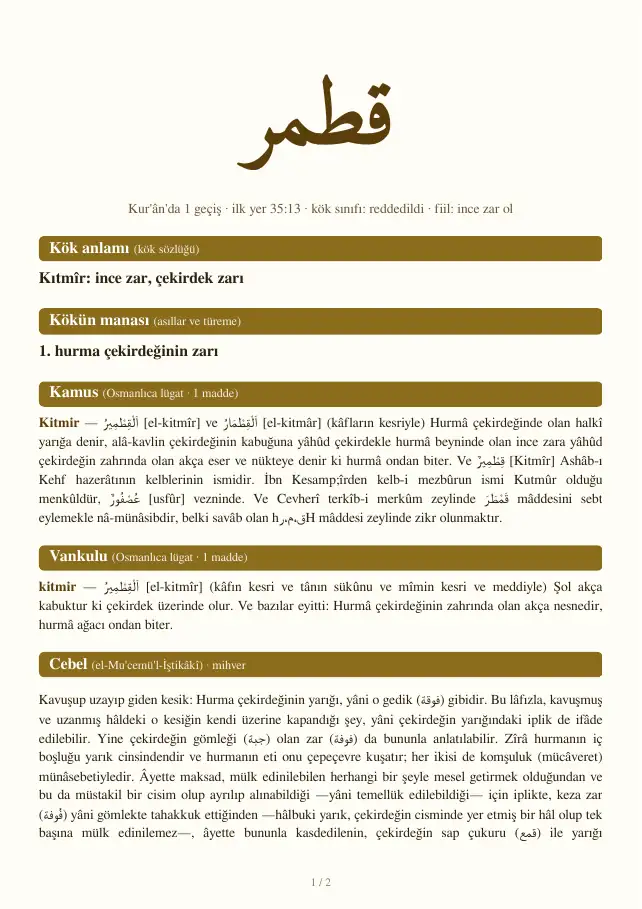 قطمر
Kur'ân'da 1 geçiş · ilk yer 35:13 · kök sınıfı: reddedildi · fiil: ince zar ol
Kök anlamı (kök sözlüğü)
Kıtmîr: ince zar, çekirdek zarı
Kökün manası (asıllar ve türeme)
1. hurma çekirdeğinin zarı
Kamus (Osmanlıca lügat · 1 madde)
Kitmir — اَلْقِطْمِيرُ [el-kitmîr] ve اَلْقِطْمَارُ [el-kitmâr] (kâfların kesriyle) Hurma çekirdeğinde olan halkî
yarığa denir, alâ-kavlin çekirdeğinin kabuğuna yâhûd çekirdekle hurma beyninde olan ince zara yâhûd
çekirdeğin zahrında olan akça eser ve nükteye denir ki hurma ondan biter. Ve قِطْمِيرٌ [Kitmîr] Ashâb-ı
Kehf hazerâtının kelblerinin ismidir. İbn Kesamp;îrden kelb-i mezbûrun ismi Kutmûr olduğu
menkûldür, عُصْفُورٌ [usfûr] vezninde. Ve Cevherî terkîb-i merkûm zeylinde قَمْطَرَ mâddesini sebt
eylemekle nâ-münâsibdir, belki savâb olan hق،م،رH mâddesi zeylinde zikr olunmaktır.
Vankulu (Osmanlıca lügat · 1 madde)
kitmîr — اَلْقِطْمِيرُ [el-kitmîr] (kâfın kesri ve tânın sükûnu ve mîmin kesri ve meddiyle) Şol akça
kabuktur ki çekirdek üzerinde olur. Ve bazılar eyitti: Hurma çekirdeğinin zahrında olan akça nesnedir,
hurma ağacı ondan biter.
Cebel (el-Mu'cemü'l-İştikâkî) · mihver
Kavuşup uzayıp giden kesik: Hurma çekirdeğinin yarığı, yâni o gedik (فوقة) gibidir. Bu lâfızla, kavuşmuş
ve uzanmış hâldeki o kesiğin kendi üzerine kapandığı şey, yâni çekirdeğin yarığındaki iplik de ifâde
edilebilir. Yine çekirdeğin gömleği (جبة) olan zar (فوفة) da bununla anlatılabilir. Zîrâ hurmanın iç
boşluğu yarık cinsindendir ve hurmanın eti onu çepeçevre kuşatır; her ikisi de komşuluk (mücâveret)
münâsebetiyledir. Âyette maksad, mülk edinilebilen herhangi bir şeyle mesel getirmek olduğundan ve
bu da müstakil bir cisim olup ayrılıp alınabildiği —yâni temellük edilebildiği— için iplikte, keza zar
(فُوفة) yâni gömlekte tahakkuk ettiğinden —hâlbuki yarık, çekirdeğin cisminde yer etmiş bir hâl olup tek
başına mülk edinilemez—, âyette bununla kasdedilenin, çekirdeğin sap çukuru (قمع) ile yarığı
1 / 2